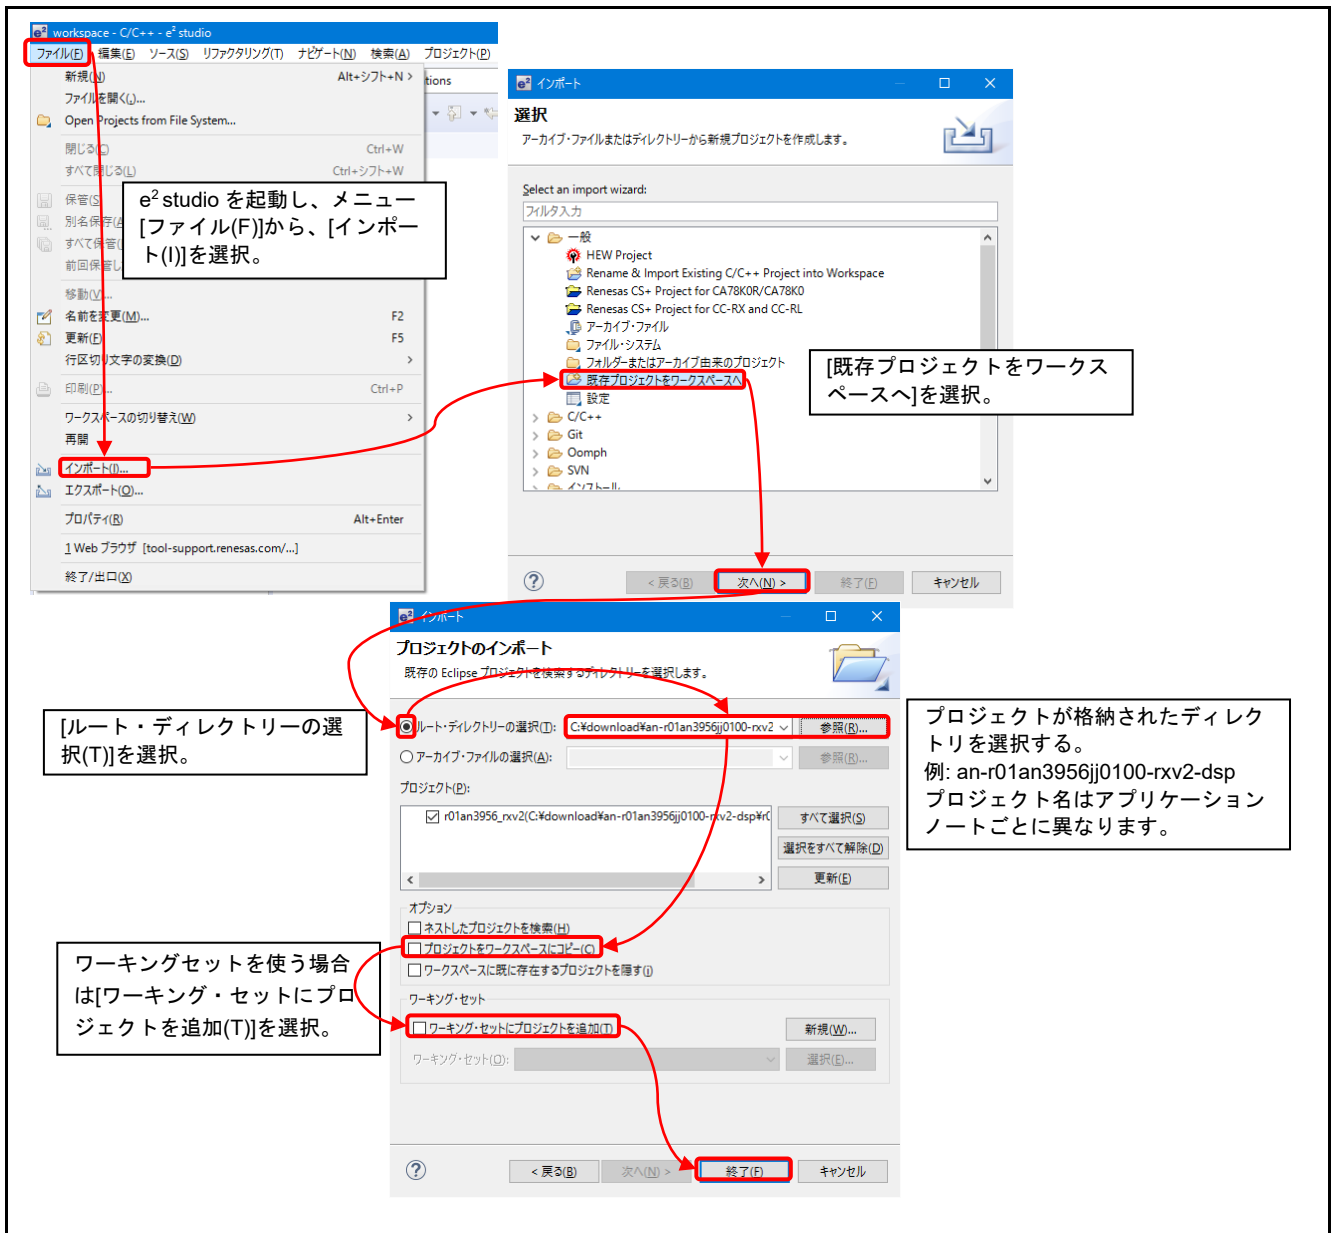 workspace - C/C++ - e² studio
ファイル(F) 編集(E) ソース(S) リファクタリング(T) ナビゲート(N) 検索(A) プロジェクト(P)
新規(N) Alt+シフト+N >
tions
ファイルを開く(.)...
Open Projects from File System...
閉じる(C) Ctrl+W
すべて閉じる(L) Ctrl+シフト+W
保管(S
別名保存(A
すべて保管(
前回保管し
e² studio を起動し、メニュー
[ファイル(F)]から、[インポー
ト(I)]を選択。
移動(V)...
名前を変更(M)... F2
更新(F) F5
行区切り文字の変換(D) >
印刷(P)... Ctrl+P
ワークスペースの切り替え(W) >
再開
インポート(I)...
エクスポート(O)...
プロパティ(R) Alt+Enter
1 Web ブラウザ [tool-support.renesas.com/...]
終了/出口(X)
インポート
選択
アーカイブ・ファイルまたはディレクトリーから新規プロジェクトを作成します。
Select an import wizard:
フィルタ入力
一般
HEW Project
Rename & Import Existing C/C++ Project into Workspace
Renesas CS+ Project for CA78K0R/CA78K0
Renesas CS+ Project for CC-RX and CC-RL
アーカイブ・ファイル
ファイル・システム
フォルダーまたはアーカイブ由来のプロジェクト
既存プロジェクトをワークスペースへ
設定
C/C++
Git
Oomph
SVN
インストール
[既存プロジェクトをワークス
ペースへ]を選択。
< 戻る(B) 次へ(N) > 終了(F) キャンセル
インポート
プロジェクトのインポート
既存の Eclipse プロジェクトを検索するディレクトリーを選択します。
[ルート・ディレクトリーの選
択(T)]を選択。
ルート・ディレクトリーの選択(T): C:¥download¥an-r01an3956jj0100-rxv2 参照(R)...
アーカイブ・ファイルの選択(A): 参照(R)...
プロジェクト(P):
r01an3956_rxv2(C:¥download¥an-r01an3956jj0100-rxv2-dsp¥r( すべて選択(S)
選択をすべて解除(D)
更新(E)
プロジェクトが格納されたディレク
トリを選択する。
例: an-r01an3956jj0100-rxv2-dsp
プロジェクト名はアプリケーション
ノートごとに異なります。
オプション
ネストしたプロジェクトを検索(H)
プロジェクトをワークスペースにコピー(C)
ワークスペースに既に存在するプロジェクトを隠す(i)
ワーキングセットを使う場合
は[ワーキング・セットにプロ
ジェクトを追加(T)]を選択。
ワーキング・セット
ワーキング・セットにプロジェクトを追加(T) 新規(W)...
ワーキング・セット(O): 選択(E)...
< 戻る(B) 次へ(N) > 終了(F) キャンセル